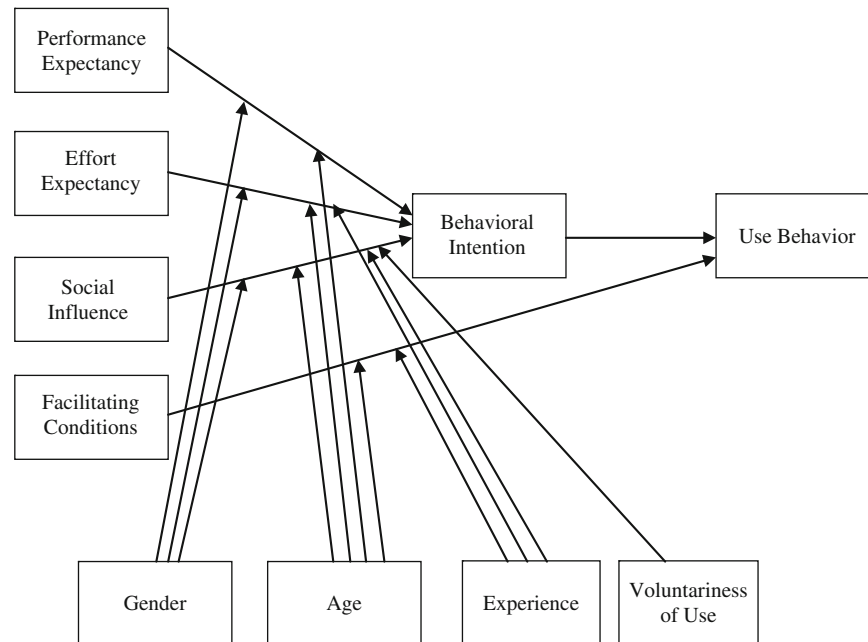 Performance
Expectancy
Effort
Expectancy
Behavioral
Intention
Use Behavior
Social
Influence
Facilitating
Conditions
Gender
Age
Experience
Voluntariness
of Use